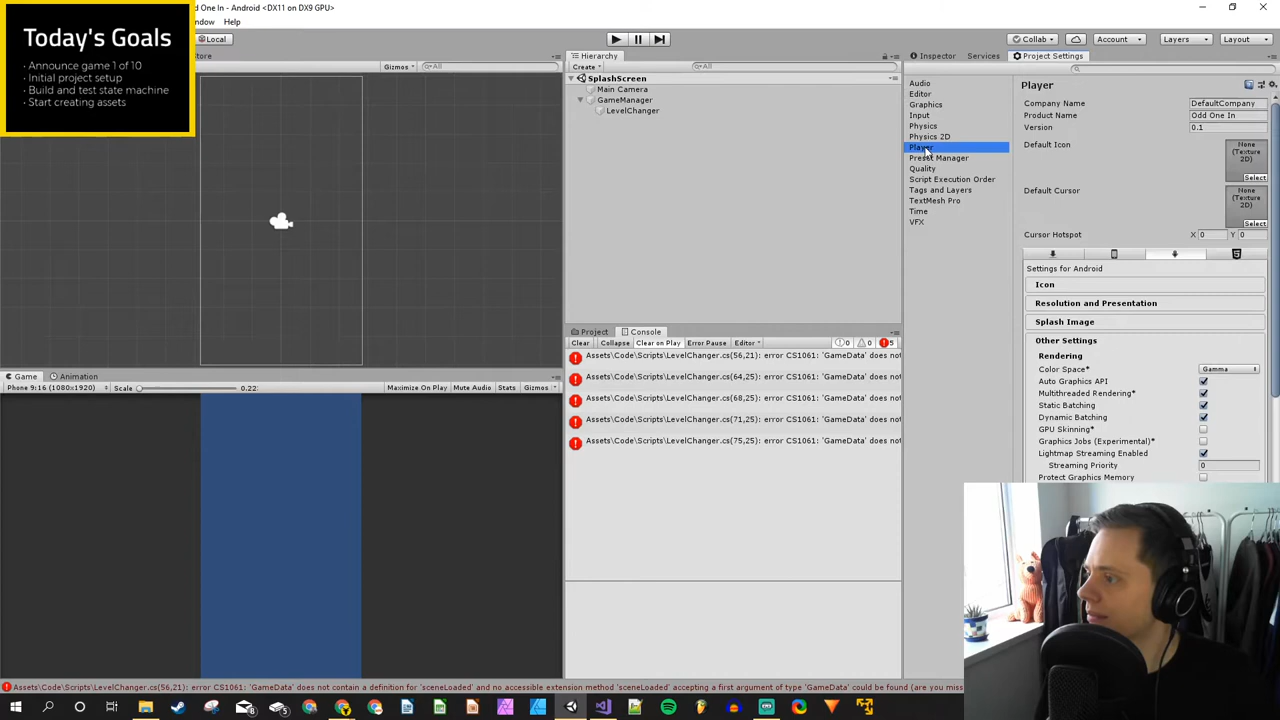 Today's Goals
· Announce game 1 of 10
· Initial project setup
· Build and test state machine
· Start creating assets
d One In - Android <DX11 on DX9 GPU>
ndow Help
Local
Collab
Account
Layers
Layout
Store
Gizmos
All
Hierarchy
Create
All
SplashScreen
Main Camera
GameManager
LevelChanger
Inspector
Services
Project Settings
Audio
Editor
Graphics
Input
Physics
Physics 2D
Player
Preset Manager
Quality
Script Execution Order
Tags and Layers
TextMesh Pro
Time
VFX
Player
Company Name DefaultCompany
Product Name Odd One In
Version 0.1
Default Icon None (Texture 2D) Select
Default Cursor None (Texture 2D) Select
Cursor Hotspot X 0 Y 0
Settings for Android
Icon
Resolution and Presentation
Splash Image
Other Settings
Rendering
Color Space* Gamma
Auto Graphics API
Multithreaded Rendering*
Static Batching
Dynamic Batching
GPU Skinning*
Graphics Jobs (Experimental)*
Lightmap Streaming Enabled
Streaming Priority 0
Protect Graphics Memory
Project Console
Clear Collapse Clear on Play Error Pause Editor 0 0 5
Assets\Code\Scripts\LevelChanger.cs(56,21): error CS1061: 'GameData' does not
Assets\Code\Scripts\LevelChanger.cs(64,25): error CS1061: 'GameData' does not
Assets\Code\Scripts\LevelChanger.cs(68,25): error CS1061: 'GameData' does not
Assets\Code\Scripts\LevelChanger.cs(71,25): error CS1061: 'GameData' does not
Assets\Code\Scripts\LevelChanger.cs(75,25): error CS1061: 'GameData' does not
Game Animation
Phone 9:16 (1080x1920) Scale 0.22 Maximize On Play Mute Audio Stats Gizmos
Assets\Code\Scripts\LevelChanger.cs(56,21): error CS1061: 'GameData' does not contain a definition for 'sceneLoaded' and no accessible extension method 'sceneLoaded' accepting a first argument of type 'GameData' could be found (are you miss